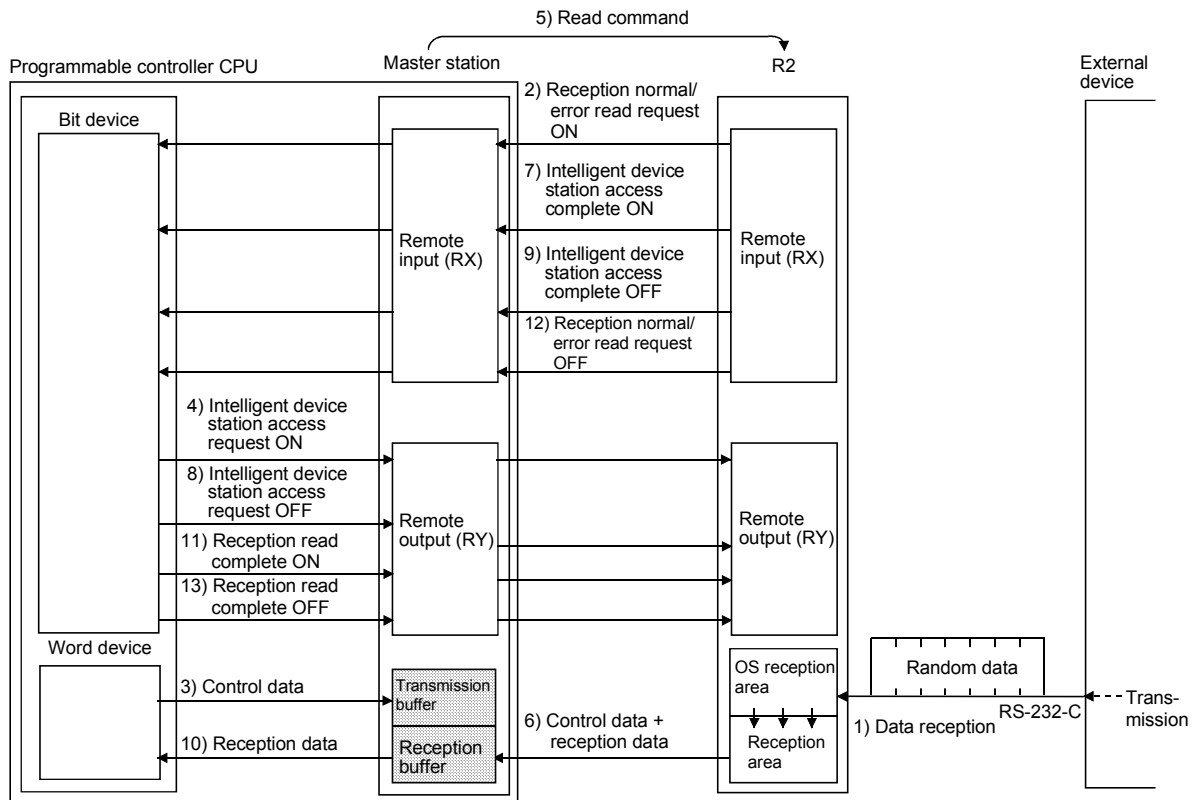 5) Read command
Programmable controller CPU
Master station
R2
External
device
Bit device
2) Reception normal/
error read request
ON
7) Intelligent device
station access
complete ON
Remote
input (RX)
Remote
input (RX)
9) Intelligent device
station access
complete OFF
12) Reception normal/
error read request
OFF
4) Intelligent device
station access
request ON
8) Intelligent device
station access
request OFF
Remote
output (RY)
Remote
output (RY)
11) Reception read
complete ON
13) Reception read
complete OFF
Word device
3) Control data
Transmission
buffer
OS reception
area
Random data
RS-232-C
Trans-
mission
1) Data reception
6) Control data +
reception data
10) Reception data
Reception
buffer
Reception
area